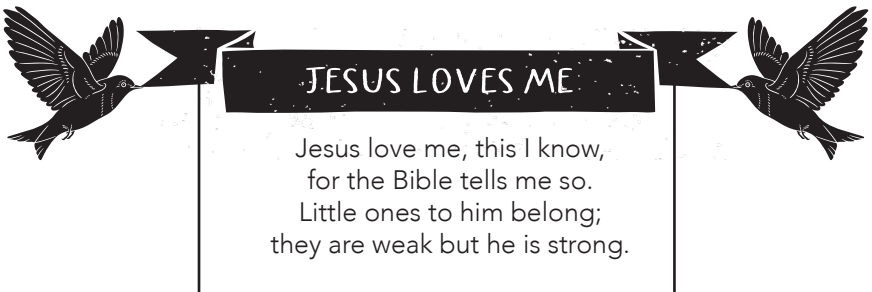 JESUS LOVES ME
Jesus love me, this I know,
for the Bible tells me so.
Little ones to him belong;
they are weak but he is strong.